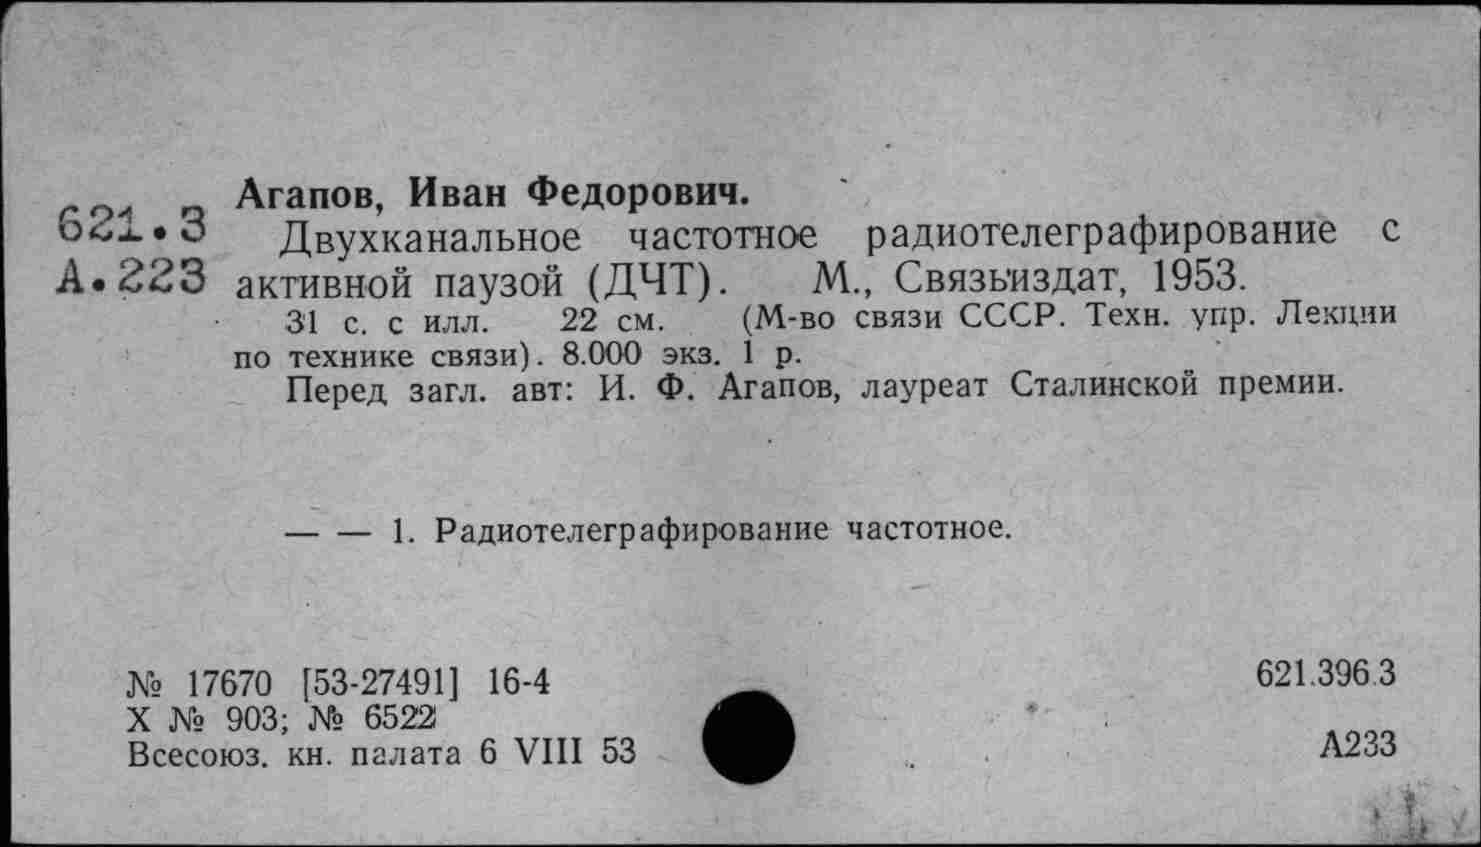 Агапов, Иван Федорович.
621.3
Двухканальное частотное радиотелеграфирование с
А.223 активной паузой (ДЧТ). М., Связьиздат, 1953.
31 с. с илл. 22 см. (М-во связи СССР. Техн. упр. Лекции
по технике связи). 8.000 экз. 1 р.
Перед загл. авт: И. Ф. Агапов, лауреат Сталинской премии.
— — 1. Радиотелеграфирование частотное.
№ 17670 [53-27491] 16-4
621.396.3
X № 903; № 6522
Всесоюз. кн. палата 6 VIII 53
А233